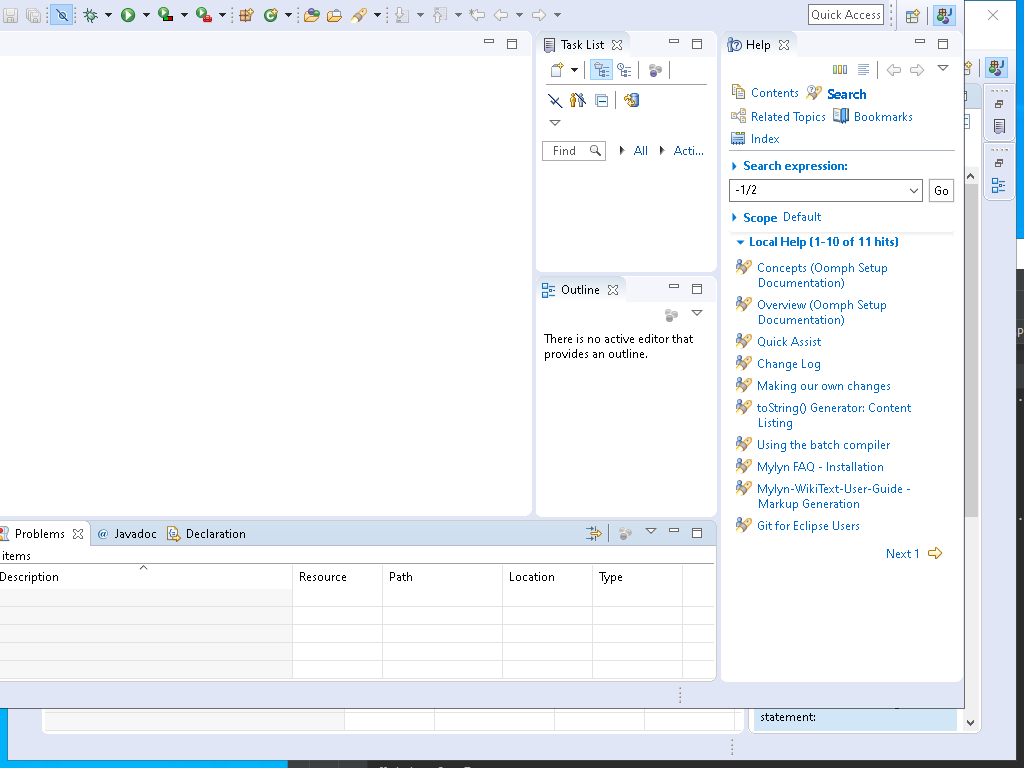 Quick Access
Task List
Help
Contents
Search
Related Topics
Bookmarks
Index
Find
All
Acti...
Search expression:
-1/2
Go
Scope Default
Local Help (1-10 of 11 hits)
Concepts (Oomph Setup
Documentation)
Overview (Oomph Setup
Documentation)
Quick Assist
Change Log
Making our own changes
toString() Generator: Content
Listing
Using the batch compiler
Mylyn FAQ - Installation
Mylyn-WikiText-User-Guide -
Markup Generation
Git for Eclipse Users
Next 1
Outline
There is no active editor that
provides an outline.
Problems
@ Javadoc
Declaration
items
Description
Resource
Path
Location
Type
statement: